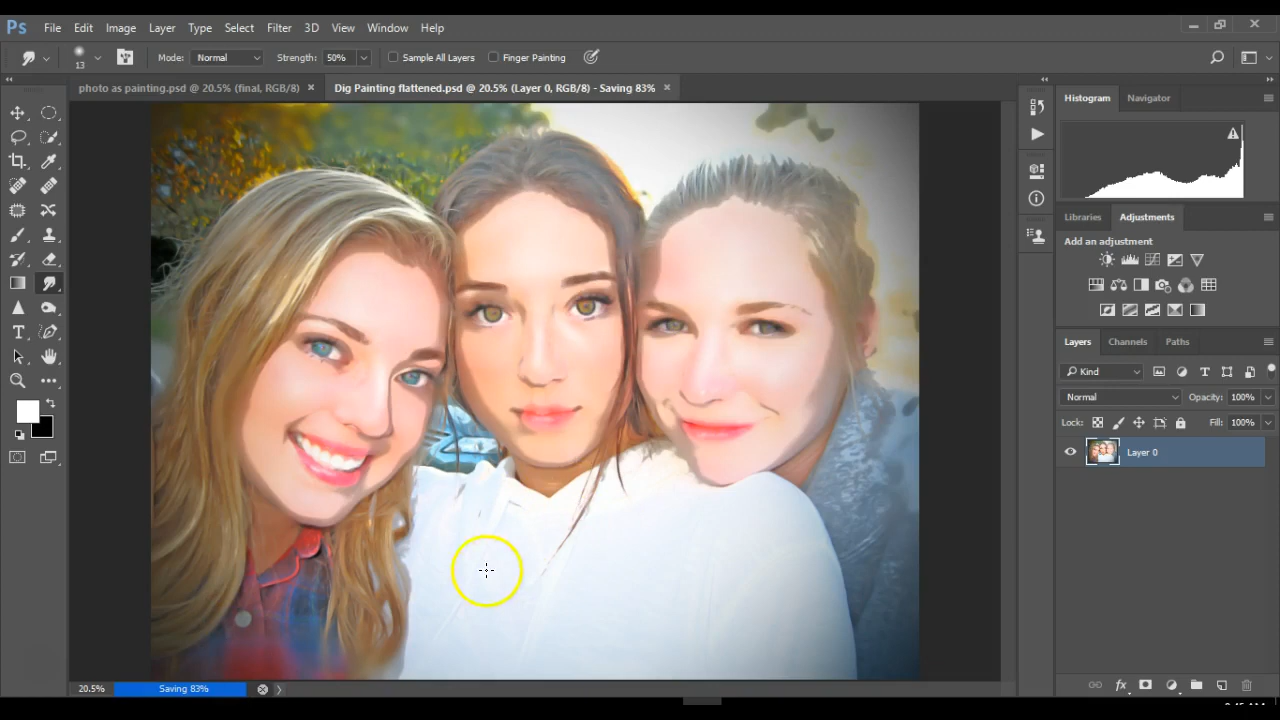 Ps File Edit Image Layer Type Select Filter 3D View Window Help
13 Mode: Normal Strength: 50% Sample All Layers Finger Painting
photo as painting.psd @ 20.5% (final, RGB/8) × Dig Painting flattened.psd @ 20.5% (Layer 0, RGB/8) - Saving 83% ×
Histogram Navigator
Libraries Adjustments
Add an adjustment
Layers Channels Paths
Kind
Normal Opacity: 100%
Lock: Fill: 100%
Layer 0
20.5% Saving 83%